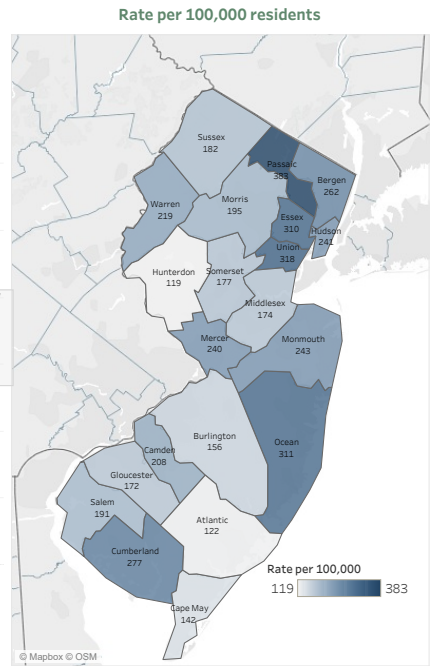 Rate per 100,000 residents
Sussex
182
Passaic
383
Bergen
262
Warren
219
Morris
195
Essex
310
Hudson
241
Union
318
Hunterdon
119
Somerset
177
Middlesex
174
Mercer
240
Monmouth
243
Burlington
156
Ocean
311
Camden
208
Gloucester
172
Salem
191
Atlantic
122
Cumberland
277
Cape May
142
Rate per 100,000
119 383
© Mapbox © OSM